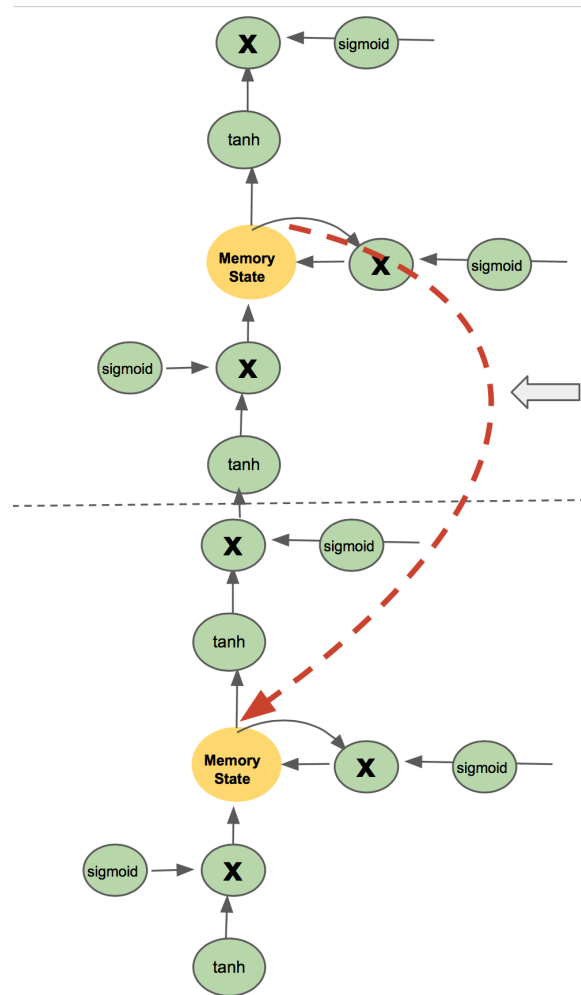 X
sigmoid
tanh
Memory
State
X
sigmoid
sigmoid
X
tanh
X
sigmoid
tanh
Memory
State
X
sigmoid
sigmoid
X
tanh